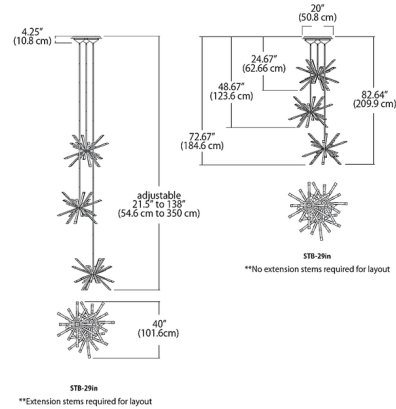 4.25"
(10.8 cm)
adjustable
21.5" to 138"
(54.6 cm to 350 cm)
40"
(101.6cm)
STB-29in
**Extension stems required for layout
20"
(50.8 cm)
24.67"
(62.66 cm)
48.67"
(123.6 cm)
72.67"
(184.6 cm)
82.64"
(209.9 cm)
STB-29in
**No extension stems required for layout